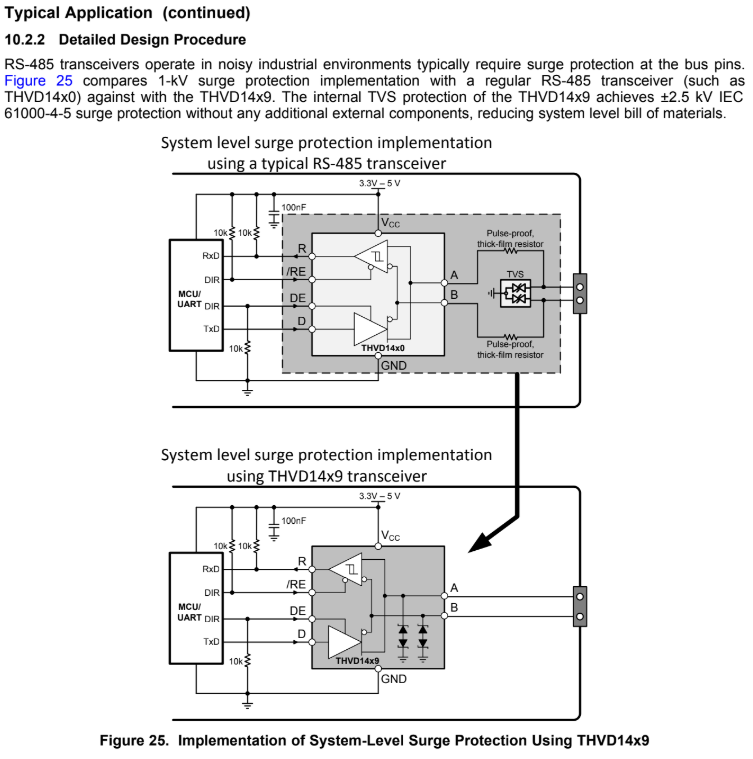 Typical Application (continued)
10.2.2 Detailed Design Procedure
RS-485 transceivers operate in noisy industrial environments typically require surge protection at the bus pins.
Figure 25 compares 1-kV surge protection implementation with a regular RS-485 transceiver (such as
THVD14x0) against with the THVD14x9. The internal TVS protection of the THVD14x9 achieves ±2.5 kV IEC
61000-4-5 surge protection without any additional external components, reducing system level bill of materials.
System level surge protection implementation
using a typical RS-485 transceiver
3.3V – 5 V
100nF
VCC
10k
10k
Pulse-proof,
thick-film resistor
RxD
R
DIR
/RE
A
TVS
MCU/
UART
DIR
DE
B
TxD
D
10k
THVD14x0
Pulse-proof,
thick-film resistor
GND
System level surge protection implementation
using THVD14x9 transceiver
3.3V – 5 V
100nF
VCC
10k
10k
RxD
R
DIR
/RE
A
MCU/
UART
DIR
DE
B
TxD
D
10k
THVD14x9
GND
Figure 25. Implementation of System-Level Surge Protection Using THVD14x9